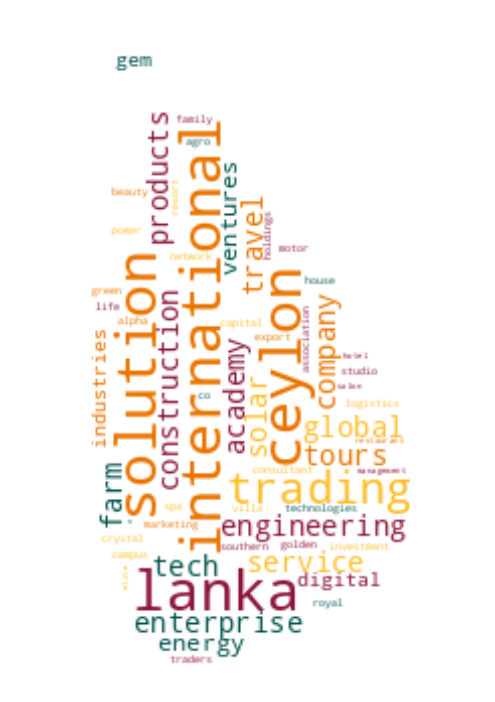 gem
products
family
international
agro
ventures
beauty
resort
travel
holdings
power
motor
network
solution
ceylon
house
green
construction
company
life
association
alpha
capital
industries
export
academy
hotel
studio
solar
salon
co
logistics
global
restaurant
tours
farm
consultant
management
trading
spa
villa
technologies
marketing
engineering
crystal
southern
golden
investment
campus
tech
service
lanka
digital
royal
enterprise
energy
traders